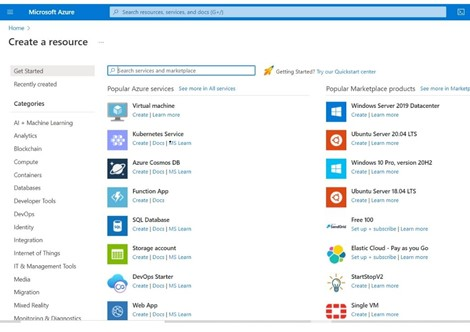 Microsoft Azure
Search resources, services, and docs (G+/)
Home >
Create a resource ...
Get Started
Recently created
Categories
AI + Machine Learning
Analytics
Blockchain
Compute
Containers
Databases
Developer Tools
DevOps
Identity
Integration
Internet of Things
IT & Management Tools
Media
Migration
Mixed Reality
Monitoring & Diagnostics
Search services and marketplace
Getting Started? Try our Quickstart center
Popular Azure services See more in All services
Virtual machine
Create | Learn more
Kubernetes Service
Create | Docs | MS Learn
Azure Cosmos DB
Create | Docs | MS Learn
Function App
Create | Docs
SQL Database
Create | Docs | MS Learn
Storage account
Create | Docs | MS Learn
DevOps Starter
Create | Docs | MS Learn
Web App
Create | Docs | MS Learn
Popular Marketplace products See more in Market
Windows Server 2019 Datacenter
Create | Learn more
Ubuntu Server 20.04 LTS
Create | Learn more
Windows 10 Pro, version 20H2
Create | Learn more
Ubuntu Server 18.04 LTS
Create | Learn more
SendGrid
Free 100
Set up + subscribe | Learn more
Elastic Cloud - Pay as you Go
Set up + subscribe | Learn more
StartStopV2
Create | Learn more
Single VM
Create | Learn more